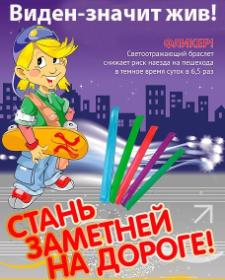 Виден-значит жив!
ФЛИКЕР!
Светоотражающий браслет
снижает риск наезда на пешехода
в темное время суток в 6,5 раз
СТАНЬ
ЗАМЕТНЕЙ
НА ДОРОГЕ!